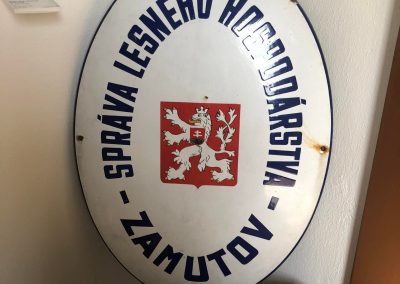 SPRÁVA LESNÉHO HOSPODÁRSTVA
- ZAMUTOV -